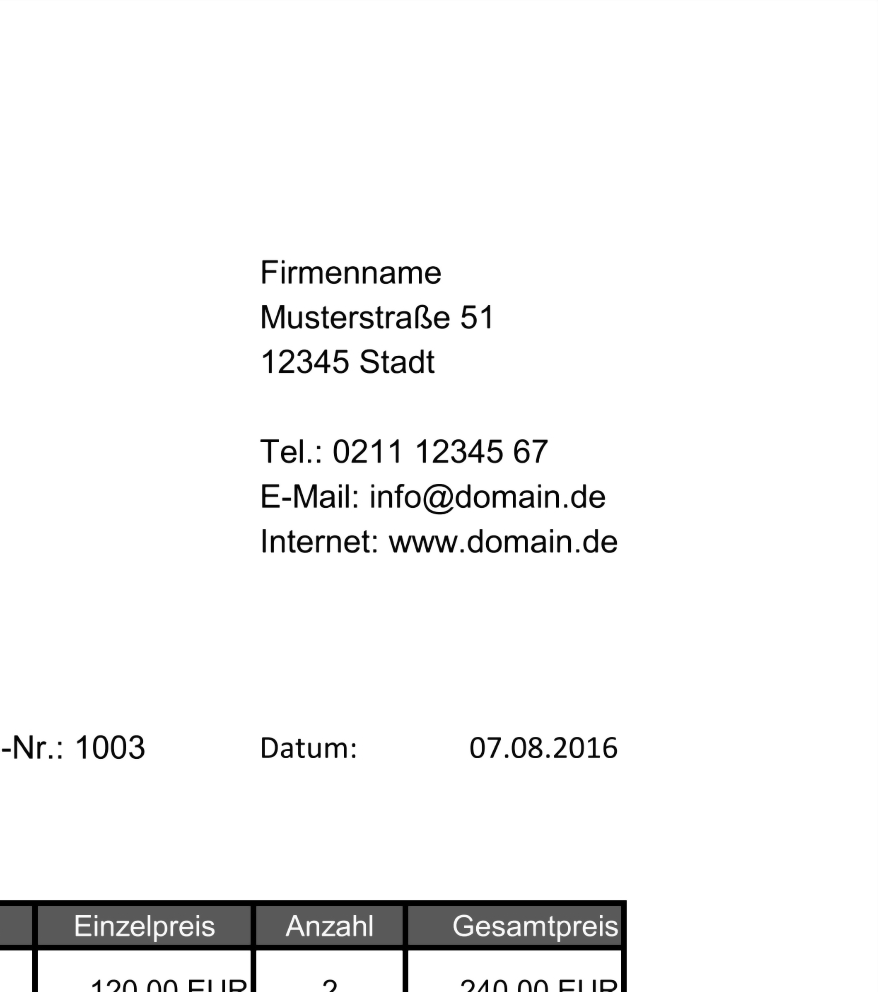 Firmenname
Musterstraße 51
12345 Stadt
Tel.: 0211 12345 67
E-Mail: info@domain.de
Internet: www.domain.de
-Nr.: 1003 Datum: 07.08.2016
Einzelpreis Anzahl Gesamtpreis
120,00 EUR 2 240,00 EUR